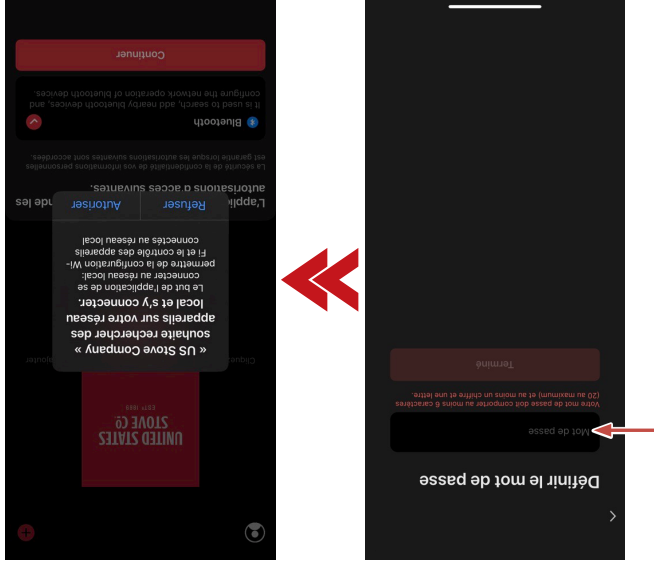 Définir le mot de passe
Mot de passe
Votre mot de passe doit comporter au moins 6 caractères
(20 au maximum) et au moins un chiffre et une lettre.
Terminé
UNITED STATES
STOVE Co
ESTD 1869
ajouter
« US Stove Company »
souhaite rechercher des
appareils sur votre réseau
local et s'y connecter.
Le but de l'application de se
connecter au réseau local:
permettre de la configuration Wi-
Fi et le contrôle des appareils
connectés au réseau local
Refuser Autoriser
autorisations d'accès suivantes.
La sécurité de la confidentialité de vos informations personnelles
est garantie lorsque les autorisations suivantes sont accordées.
Bluetooth
It is used to search, add nearby bluetooth devices, and
configure the network operation of bluetooth devices.
Continuer